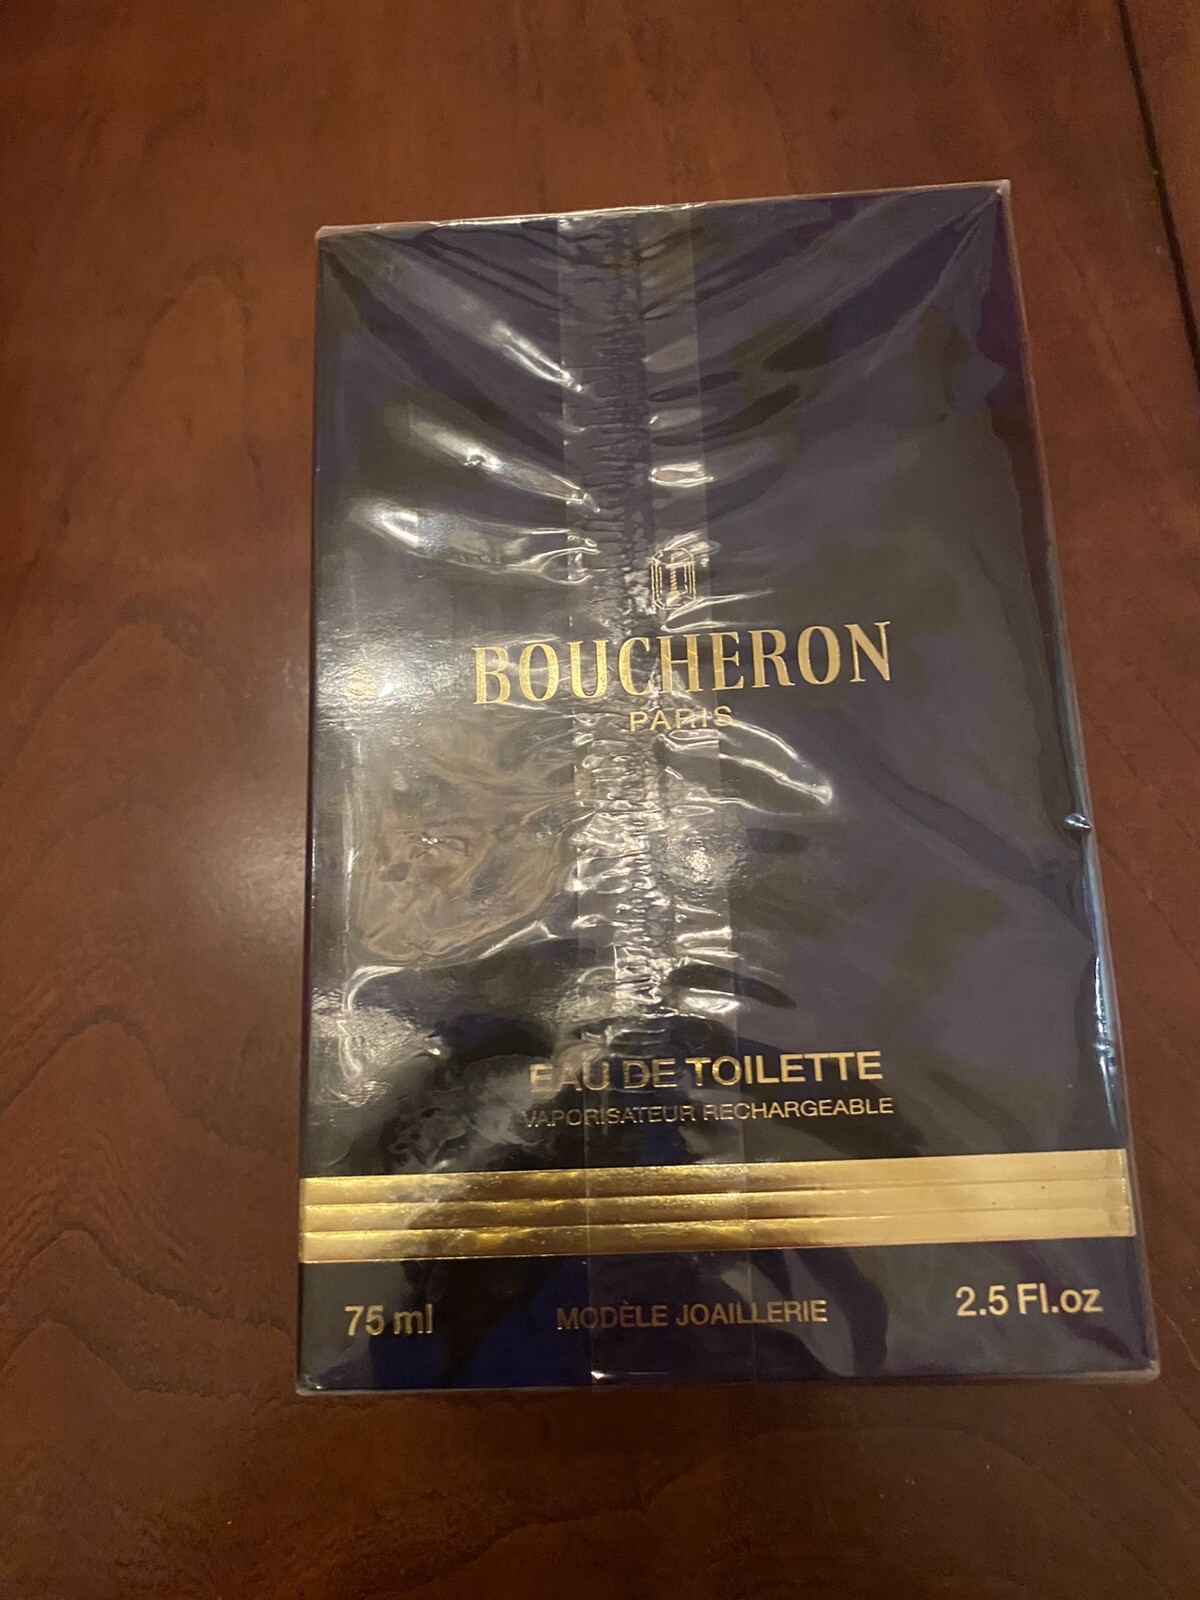 BOUCHERON
PARIS
EAU DE TOILETTE
VAPORISATEUR RECHARGEABLE
75 ml MODÈLE JOAILLERIE 2.5 Fl.oz